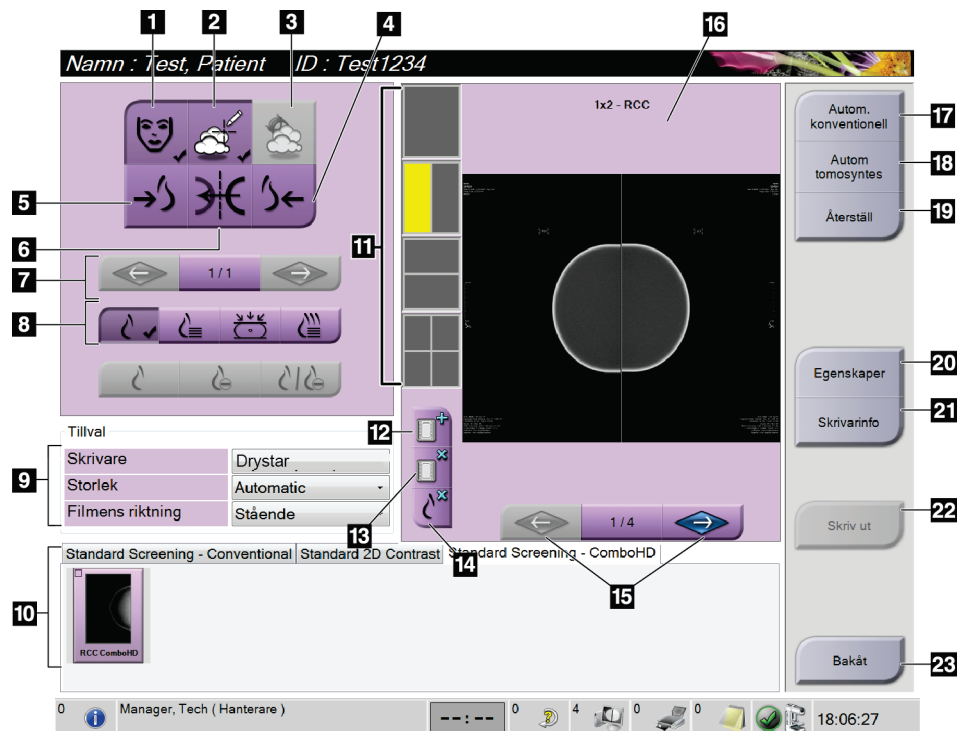 1
2
3
4
16
Namn : Test, Patient ID : Test1234
1x2 - RCC
5
6
7
1/1
8
11
Autom.
konventionell
17
Autom
tomosyntes
18
Återställ
19
Egenskaper
20
Skrivarinfo
21
Tillval
9
Skrivare
Drystar
Storlek
Automatic
Filmens riktning
Stående
12
13
14
1/4
15
Skriv ut
22
10
Standard Screening - Conventional
Standard 2D Contrast
Standard Screening - ComboHD
RCC ComboHD
Bakåt
23
0
Manager, Tech ( Hanterare )
--:--
0
4
0
0
18:06:27